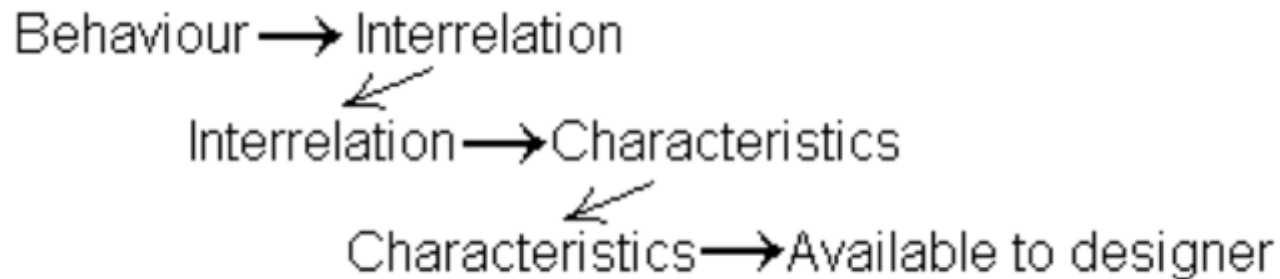 Behaviour → Interrelation
Interrelation → Characteristics
Characteristics → Available to designer